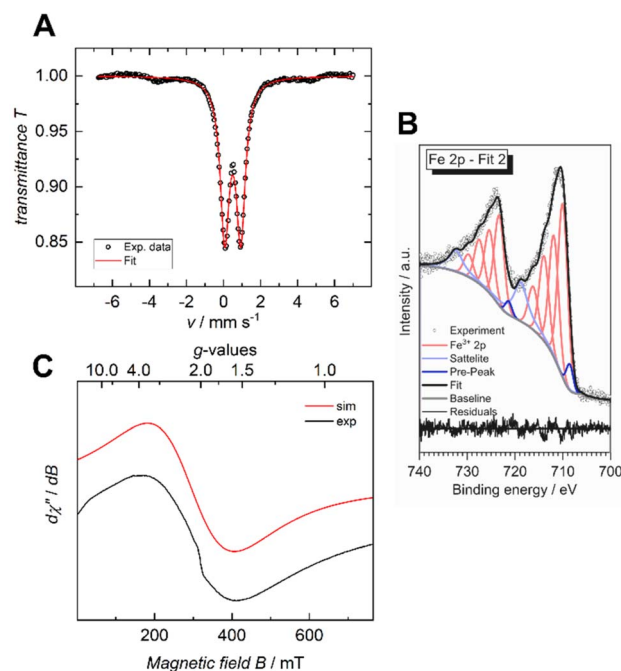 A
transmittance T
1.00
0.95
0.90
0.85
Exp. data
Fit
-6 -4 -2 0 2 4 6
v / mm s⁻¹
B
Fe 2p - Fit 2
Intensity / a.u.
Experiment
Fe³⁺ 2p
Sattelite
Pre-Peak
Fit
Baseline
Residuals
740 730 720 710 700
Binding energy / eV
C
g-values
10.0 4.0 2.0 1.5 1.0
sim
exp
dχ'' / dB
200 400 600
Magnetic field B / mT